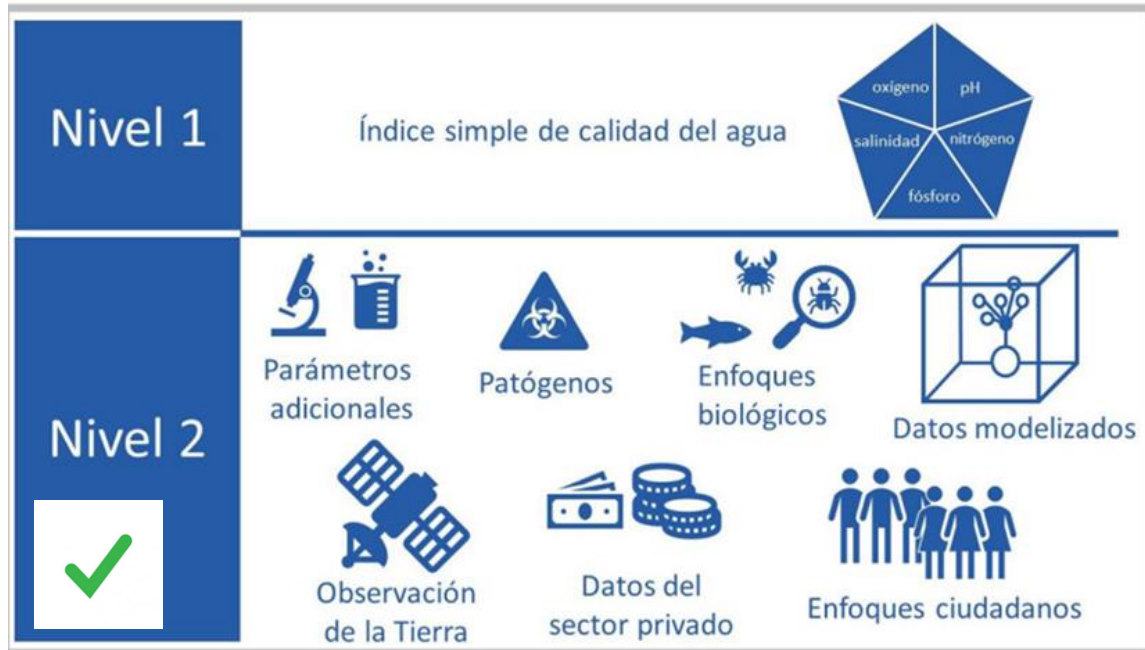 Nivel 1
Índice simple de calidad del agua
oxígeno
pH
salinidad
nitrógeno
fósforo
Nivel 2
Parámetros
adicionales
Patógenos
Enfoques
biológicos
Datos modelizados
Observación
de la Tierra
Datos del
sector privado
Enfoques ciudadanos